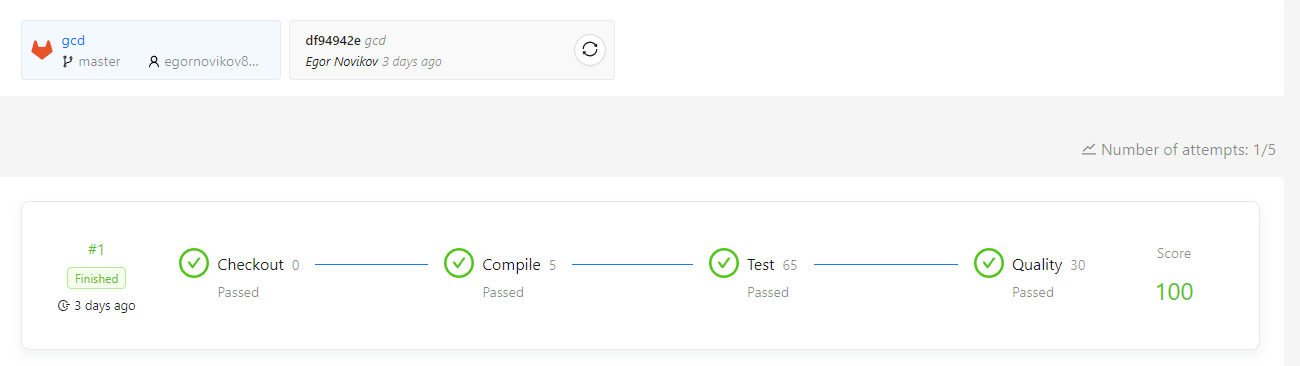 gcd
master egornovikov8...
df94942e gcd
Egor Novikov 3 days ago
Number of attempts: 1/5
#1
Finished
3 days ago
Checkout 0
Passed
Compile 5
Passed
Test 65
Passed
Quality 30
Passed
Score
100